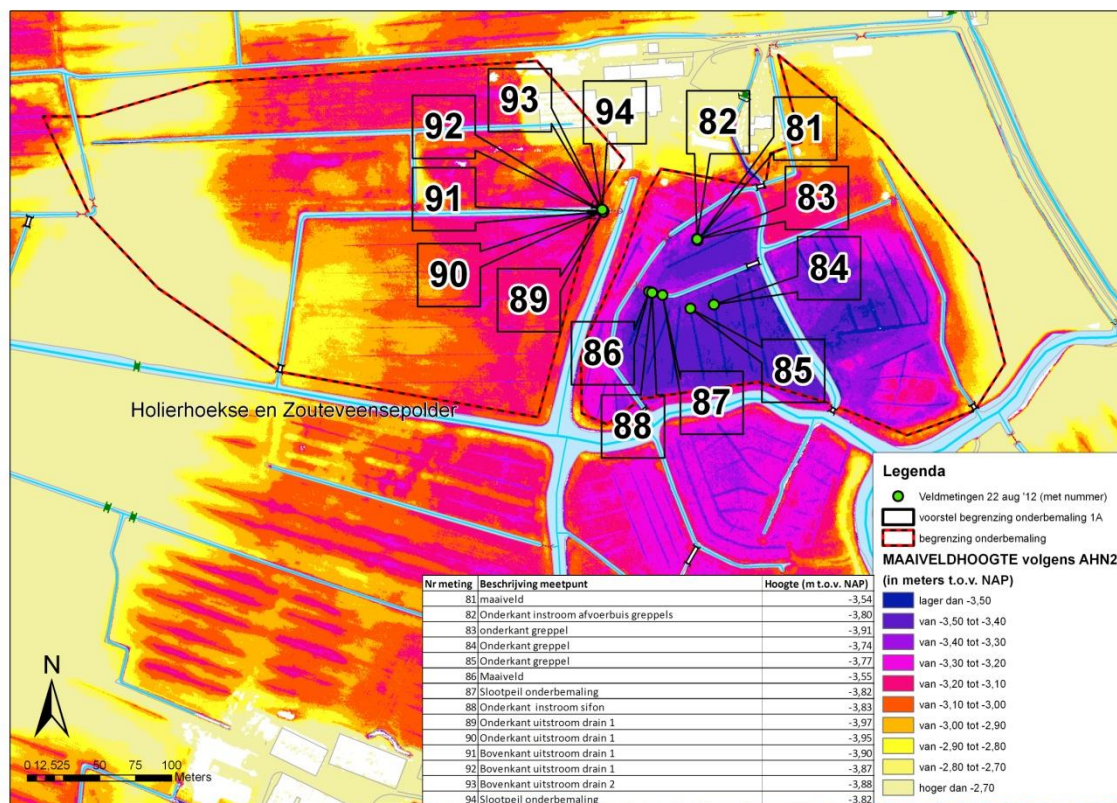 93
94
82
81
92
91
83
90
89
84
86
88
87
85
Holierhoekse en Zouteveensepolder
N
0 12,525 50 75 100
Meters
Legenda
Veldmetingen 22 aug '12 (met nummer)
voorstel begrenzing onderbemaling 1A
begrenzing onderbemaling
MAAIVELDHOOGTE volgens AHN2
(in meters t.o.v. NAP)
lager dan -3,50
van -3,50 tot -3,40
van -3,40 tot -3,30
van -3,30 tot -3,20
van -3,20 tot -3,10
van -3,10 tot -3,00
van -3,00 tot -2,90
van -2,90 tot -2,80
van -2,80 tot -2,70
hoger dan -2,70
Nr meting Beschrijving meetpunt Hoogte (m t.o.v. NAP)
81 maaiveld -3,54
82 Onderkant instroom afvoerbuis greppels -3,80
83 onderkant greppel -3,91
84 Onderkant greppel -3,74
85 Onderkant greppel -3,77
86 Maaiveld -3,55
87 Slootpeil onderbemaling -3,82
88 Onderkant instroom sifon -3,83
89 Onderkant uitstroom drain 1 -3,97
90 Onderkant uitstroom drain 1 -3,95
91 Bovenkant uitstroom drain 1 -3,90
92 Bovenkant uitstroom drain 1 -3,87
93 Bovenkant uitstroom drain 2 -3,88
94 Slootpeil onderbemaling -3,82